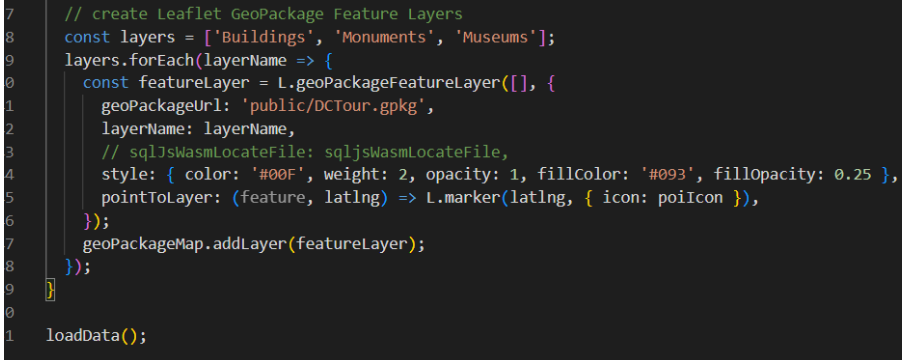 7 // create Leaflet GeoPackage Feature Layers
8 const layers = ['Buildings', 'Monuments', 'Museums'];
9 layers.forEach(layerName => {
0 const featureLayer = L.geoPackageFeatureLayer([], {
1 geoPackageUrl: 'public/DCTour.gpkg',
2 layerName: layerName,
3 // sqlJsWasmLocateFile: sqljsWasmLocateFile,
4 style: { color: '#00F', weight: 2, opacity: 1, fillColor: '#093', fillOpacity: 0.25 },
5 pointToLayer: (feature, latlng) => L.marker(latlng, { icon: poiIcon }),
6 });
7 geoPackageMap.addLayer(featureLayer);
8 });
9 }
0
1 loadData();